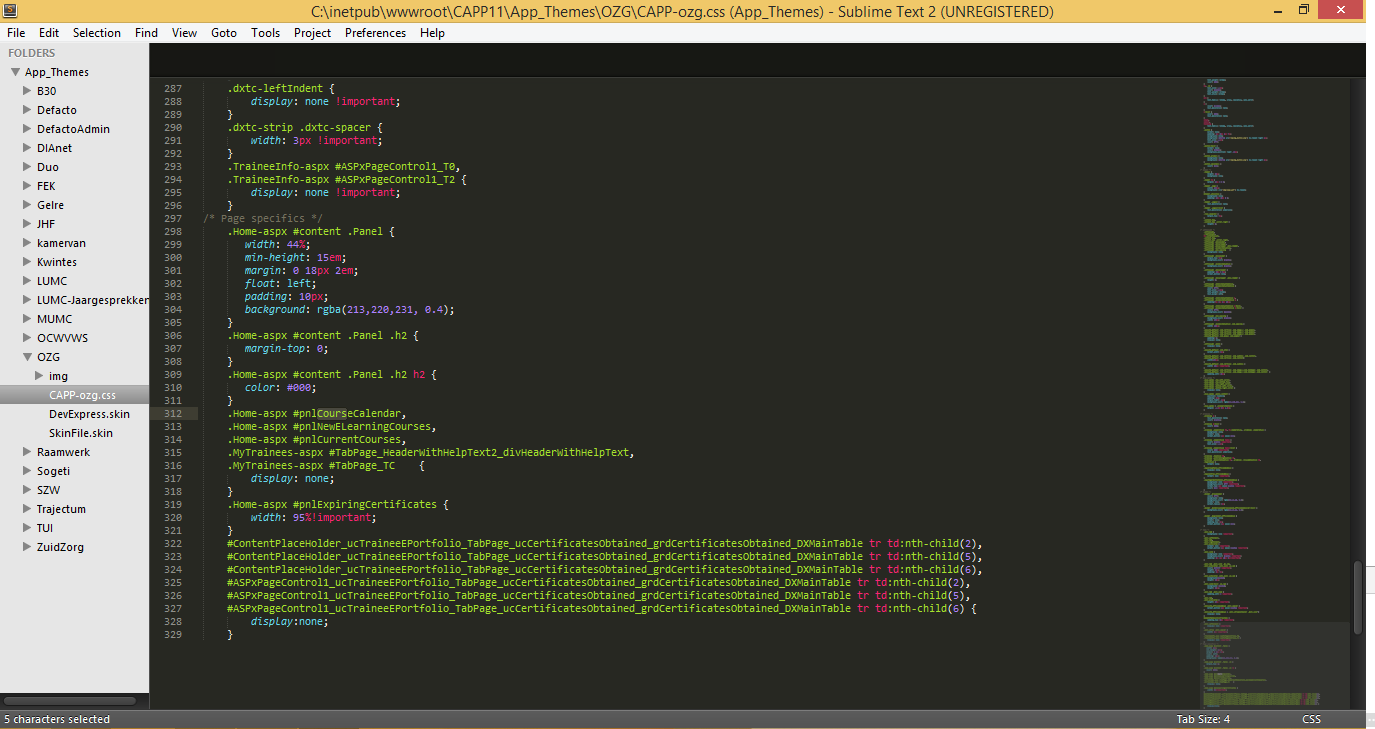 C:\inetpub\wwwroot\CAPP11\App_Themes\OZG\CAPP-ozg.css (App_Themes) - Sublime Text 2 (UNREGISTERED)
File Edit Selection Find View Goto Tools Project Preferences Help
FOLDERS
App_Themes
B30
Defacto
DefactoAdmin
DIAnet
Duo
FEK
Gelre
JHF
kamervan
Kwintes
LUMC
LUMC-Jaargesprekken
MUMC
OCWVWS
OZG
img
CAPP-ozg.css
DevExpress.skin
SkinFile.skin
Raamwerk
Sogeti
SZW
Trajectum
TUI
ZuidZorg
287 .dxtc-leftIndent {
288 display: none !important;
289 }
290 .dxtc-strip .dxtc-spacer {
291 width: 3px !important;
292 }
293 .TraineeInfo-aspx #ASPxPageControl1_T0,
294 .TraineeInfo-aspx #ASPxPageControl1_T2 {
295 display: none !important;
296 }
297 /* Page specifics */
298 .Home-aspx #content .Panel {
299 width: 44%;
300 min-height: 15em;
301 margin: 0 18px 2em;
302 float: left;
303 padding: 10px;
304 background: rgba(213,220,231, 0.4);
305 }
306 .Home-aspx #content .Panel .h2 {
307 margin-top: 0;
308 }
309 .Home-aspx #content .Panel .h2 h2 {
310 color: #000;
311 }
312 .Home-aspx #pnlCourseCalendar,
313 .Home-aspx #pnlNewELearningCourses,
314 .Home-aspx #pnlCurrentCourses,
315 .MyTrainees-aspx #TabPage_HeaderWithHelpText2_divHeaderWithHelpText,
316 .MyTrainees-aspx #TabPage_TC {
317 display: none;
318 }
319 .Home-aspx #pnlExpiringCertificates {
320 width: 95%!important;
321 }
322 #ContentPlaceHolder_ucTraineeEPortfolio_TabPage_ucCertificatesObtained_grdCertificatesObtained_DXMainTable tr td:nth-child(2),
323 #ContentPlaceHolder_ucTraineeEPortfolio_TabPage_ucCertificatesObtained_grdCertificatesObtained_DXMainTable tr td:nth-child(5),
324 #ContentPlaceHolder_ucTraineeEPortfolio_TabPage_ucCertificatesObtained_grdCertificatesObtained_DXMainTable tr td:nth-child(6),
325 #ASPxPageControl1_ucTraineeEPortfolio_TabPage_ucCertificatesObtained_grdCertificatesObtained_DXMainTable tr td:nth-child(2),
326 #ASPxPageControl1_ucTraineeEPortfolio_TabPage_ucCertificatesObtained_grdCertificatesObtained_DXMainTable tr td:nth-child(5),
327 #ASPxPageControl1_ucTraineeEPortfolio_TabPage_ucCertificatesObtained_grdCertificatesObtained_DXMainTable tr td:nth-child(6) {
328 display:none;
329 }
5 characters selected
Tab Size: 4 CSS